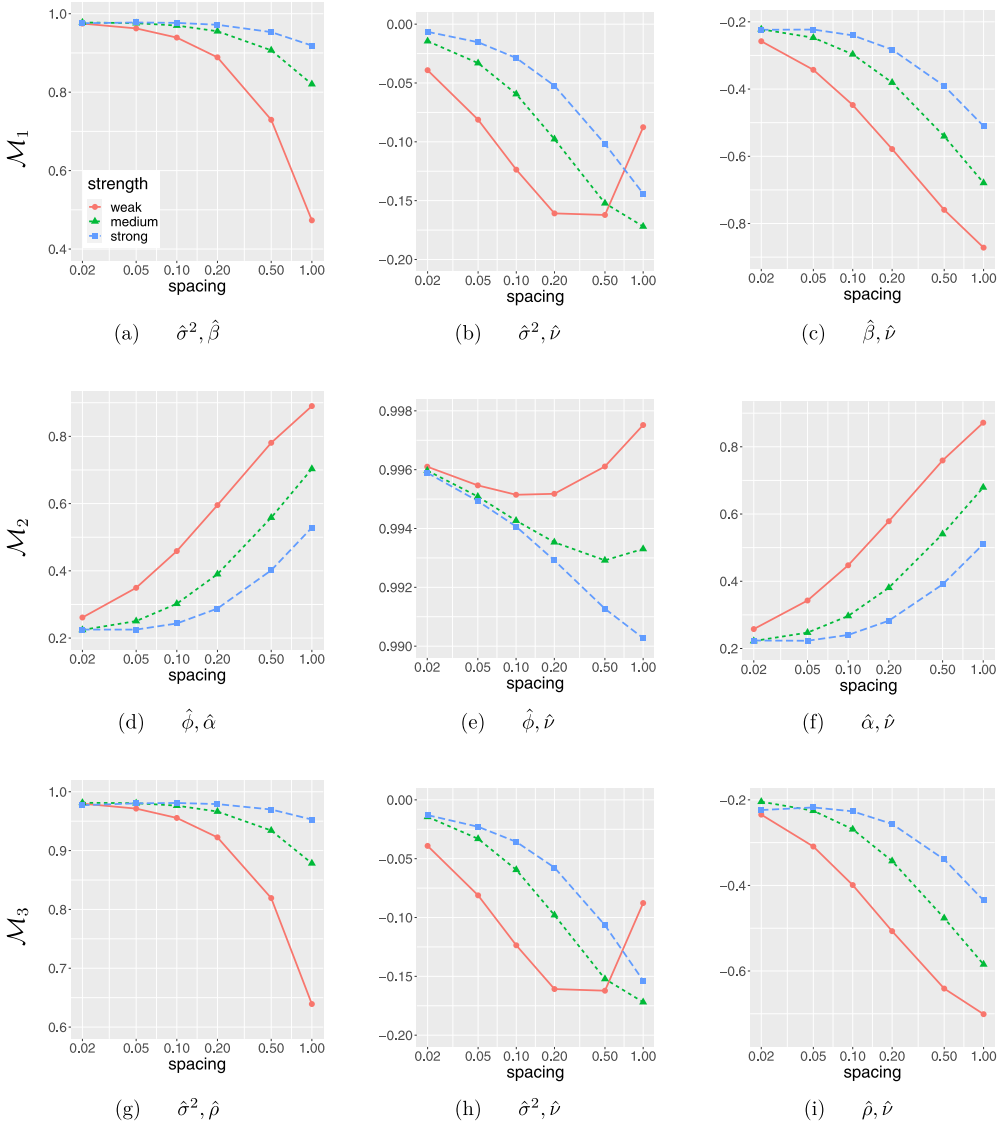 1.0
0.8
0.6
0.4
ℳ₁
strength
weak
medium
strong
0.02 0.05 0.10 0.20 0.50 1.00
spacing
(a) σ̂², β̂
0.00
−0.05
−0.10
−0.15
−0.20
0.02 0.05 0.10 0.20 0.50 1.00
spacing
(b) σ̂², ν̂
−0.2
−0.4
−0.6
−0.8
0.02 0.05 0.10 0.20 0.50 1.00
spacing
(c) β̂, ν̂
0.8
0.6
0.4
0.2
ℳ₂
0.02 0.05 0.10 0.20 0.50 1.00
spacing
(d) ϕ̂, α̂
0.998
0.996
0.994
0.992
0.990
0.02 0.05 0.10 0.20 0.50 1.00
spacing
(e) ϕ̂, ν̂
0.8
0.6
0.4
0.2
0.02 0.05 0.10 0.20 0.50 1.00
spacing
(f) α̂, ν̂
1.0
0.9
0.8
0.7
0.6
ℳ₃
0.02 0.05 0.10 0.20 0.50 1.00
spacing
(g) σ̂², ρ̂
0.00
−0.05
−0.10
−0.15
−0.20
0.02 0.05 0.10 0.20 0.50 1.00
spacing
(h) σ̂², ν̂
−0.2
−0.4
−0.6
0.02 0.05 0.10 0.20 0.50 1.00
spacing
(i) ρ̂, ν̂